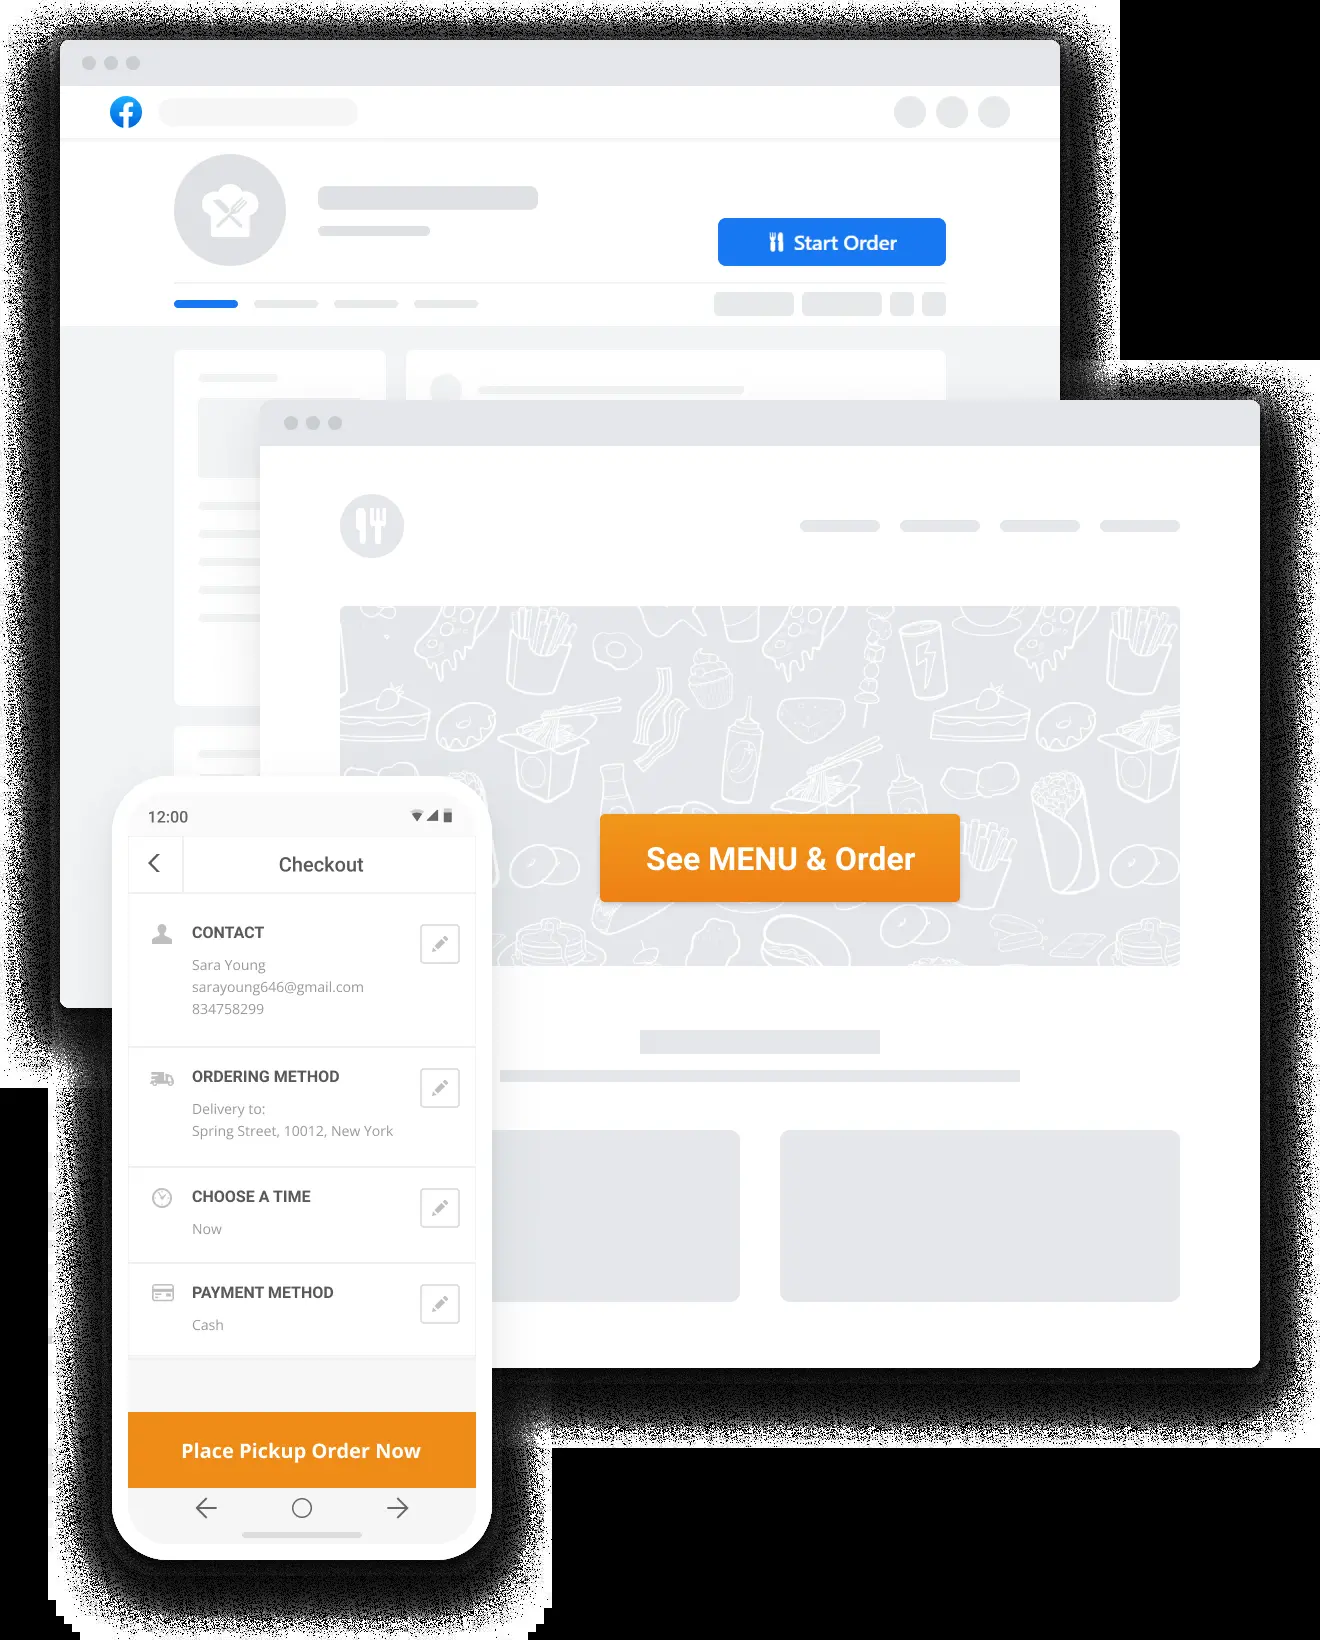 Start Order
See MENU & Order
12:00
Checkout
CONTACT
Sara Young
sarayoung646@gmail.com
834758299
ORDERING METHOD
Delivery to:
Spring Street, 10012, New York
CHOOSE A TIME
Now
PAYMENT METHOD
Cash
Place Pickup Order Now